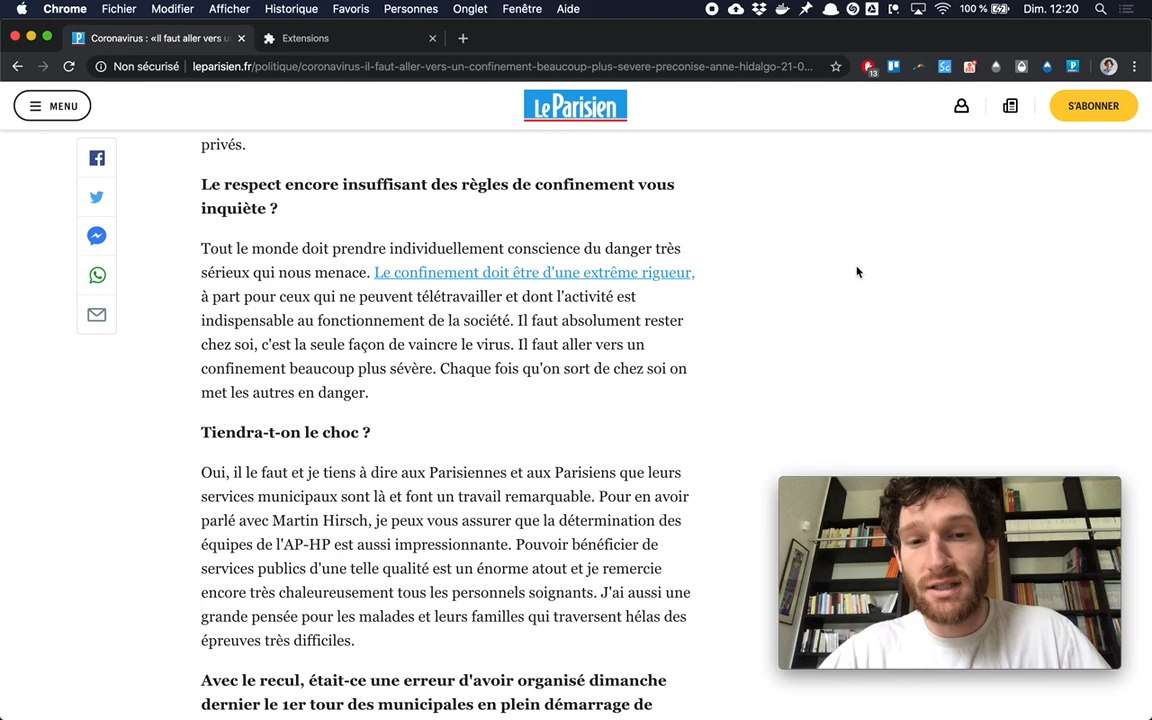 Chrome Fichier Modifier Afficher Historique Favoris Personnes Onglet Fenêtre Aide 100 % Dim. 12:20
Coronavirus : «Il faut aller vers u
Extensions
Non sécurisé leparisien.fr/politique/coronavirus-il-faut-aller-vers-un-confinement-beaucoup-plus-severe-preconise-anne-hidalgo-21-0... 13
MENU
Le Parisien
S'ABONNER
privés.
Le respect encore insuffisant des règles de confinement vous
inquiète ?
Tout le monde doit prendre individuellement conscience du danger très
sérieux qui nous menace. Le confinement doit être d'une extrême rigueur,
à part pour ceux qui ne peuvent télétravailler et dont l'activité est
indispensable au fonctionnement de la société. Il faut absolument rester
chez soi, c'est la seule façon de vaincre le virus. Il faut aller vers un
confinement beaucoup plus sévère. Chaque fois qu'on sort de chez soi on
met les autres en danger.
Tiendra-t-on le choc ?
Oui, il le faut et je tiens à dire aux Parisiennes et aux Parisiens que leurs
services municipaux sont là et font un travail remarquable. Pour en avoir
parlé avec Martin Hirsch, je peux vous assurer que la détermination des
équipes de l'AP-HP est aussi impressionnante. Pouvoir bénéficier de
services publics d'une telle qualité est un énorme atout et je remercie
encore très chaleureusement tous les personnels soignants. J'ai aussi une
grande pensée pour les malades et leurs familles qui traversent hélas des
épreuves très difficiles.
Avec le recul, était-ce une erreur d'avoir organisé dimanche
dernier le 1er tour des municipales en plein démarrage de